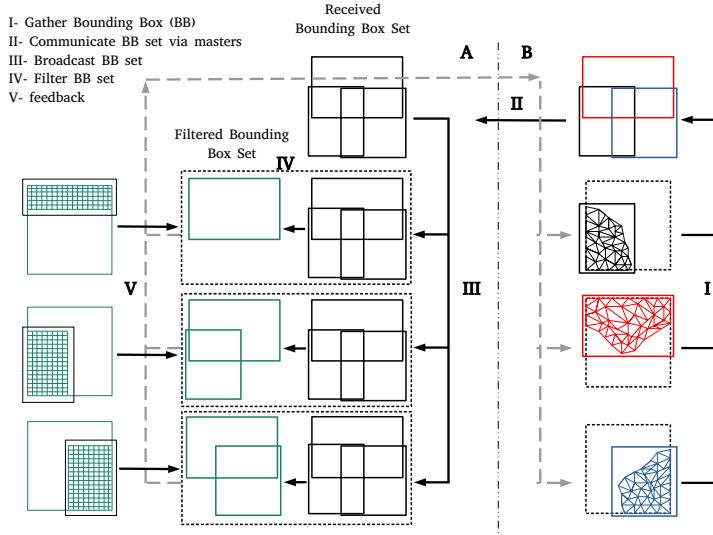 I- Gather Bounding Box (BB)
II- Communicate BB set via masters
III- Broadcast BB set
IV- Filter BB set
V- feedback
Received
Bounding Box Set
A
B
II
Filtered Bounding
Box Set
IV
V
III
I